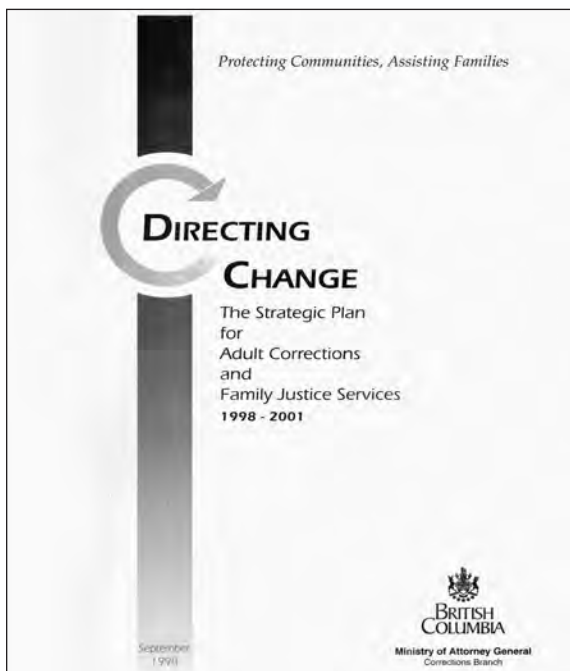 Protecting Communities, Assisting Families
DIRECTING
CHANGE
The Strategic Plan
for
Adult Corrections
and
Family Justice Services
1998 - 2001
September
1998
BRITISH
COLUMBIA
Ministry of Attorney General
Corrections Branch